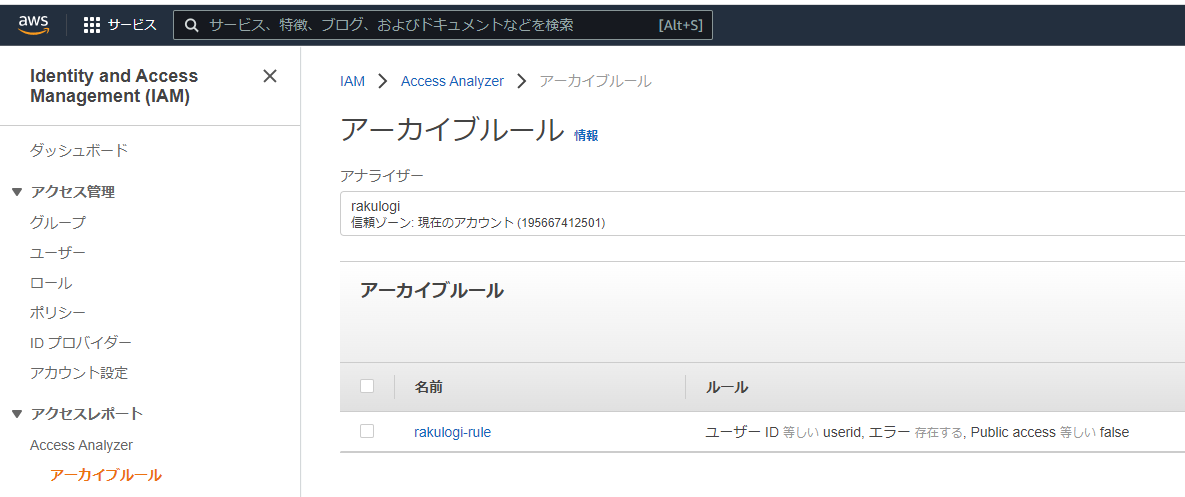 aws サービス サービス、特徴、ブログ、およびドキュメントなどを検索 [Alt+S]
Identity and Access
Management (IAM)
ダッシュボード
アクセス管理
グループ
ユーザー
ロール
ポリシー
ID プロバイダー
アカウント設定
アクセスレポート
Access Analyzer
アーカイブルール
IAM Access Analyzer アーカイブルール
アーカイブルール 情報
アナライザー
rakulogi
信頼ゾーン: 現在のアカウント (195667412501)
アーカイブルール
名前 ルール
rakulogi-rule ユーザー ID 等しい userid, エラー 存在する, Public access 等しい false